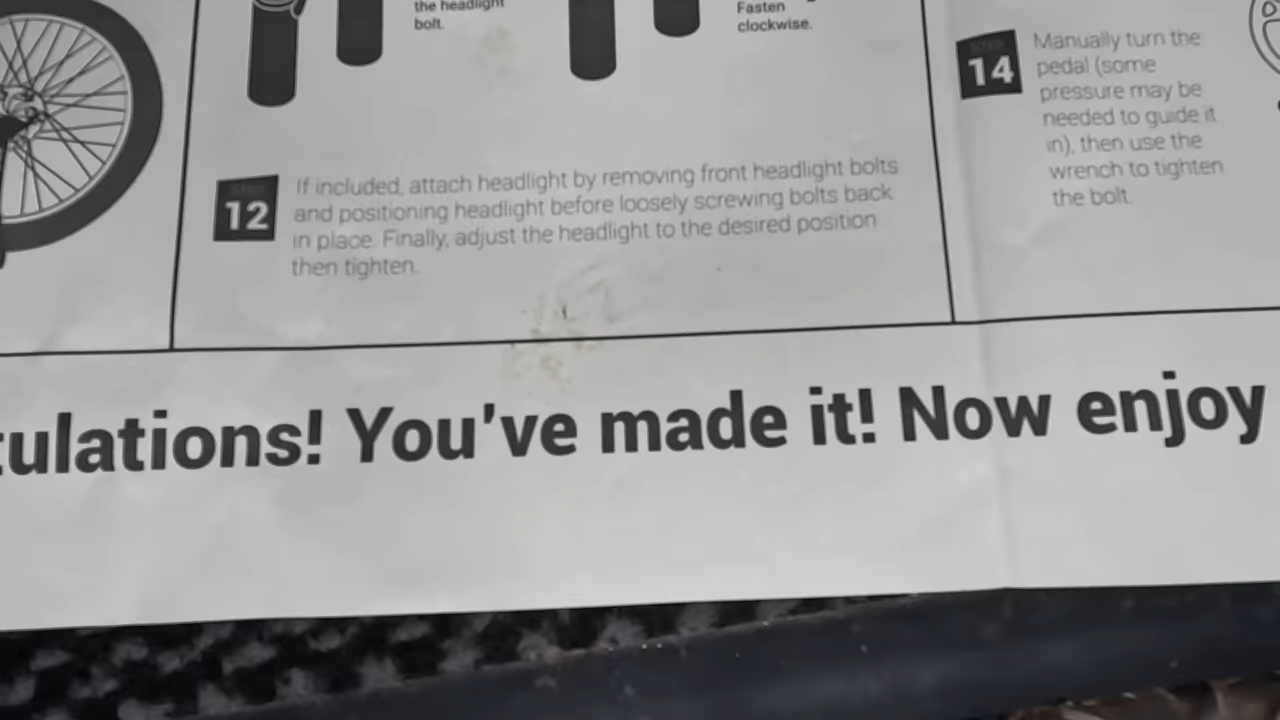 the headlight
bolt.
Fasten
clockwise.
STEP
12
If included, attach headlight by removing front headlight bolts
and positioning headlight before loosely screwing bolts back
in place. Finally, adjust the headlight to the desired position
then tighten.
STEP
14
Manually turn the
pedal (some
pressure may be
needed to guide it
in), then use the
wrench to tighten
the bolt.
tulations! You've made it! Now enjoy